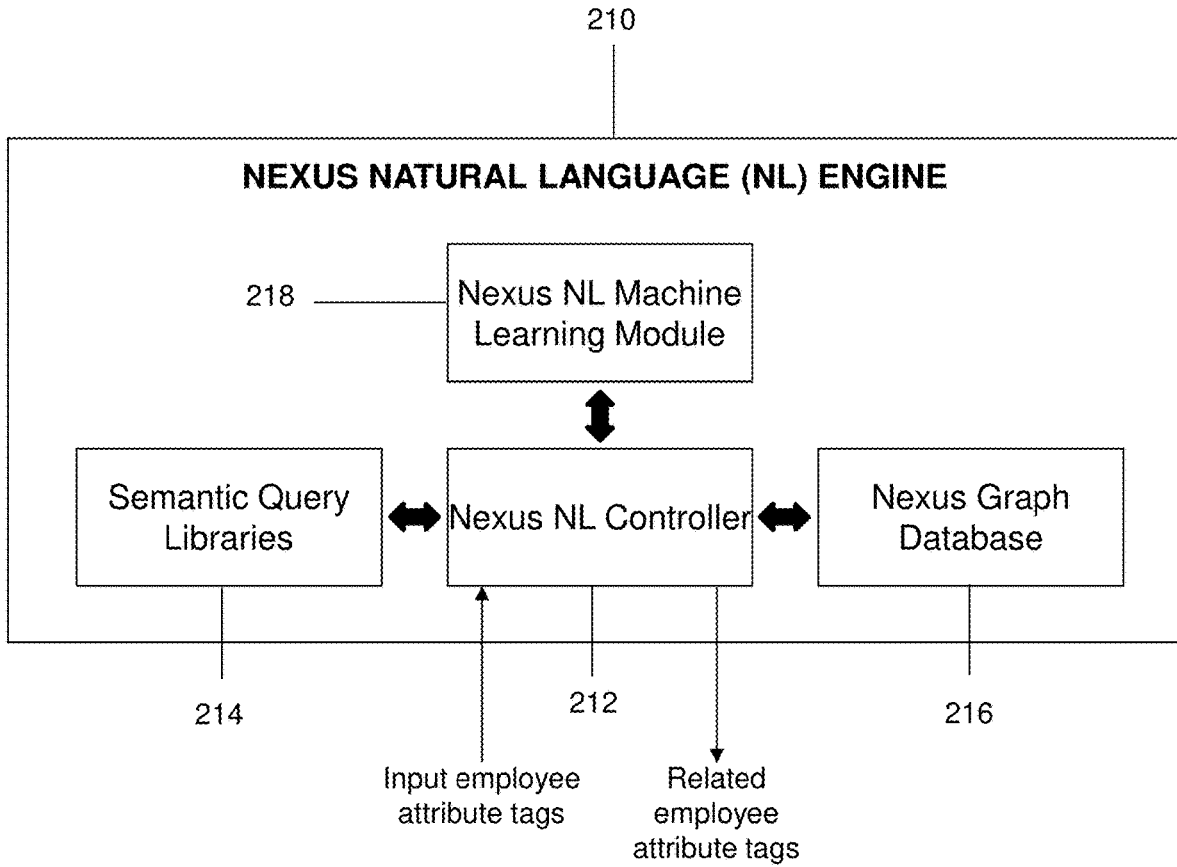 210
NEXUS NATURAL LANGUAGE (NL) ENGINE
218
Nexus NL Machine
Learning Module
Semantic Query
Libraries
Nexus NL Controller
Nexus Graph
Database
214
212
216
Input employee
attribute tags
Related
employee
attribute tags